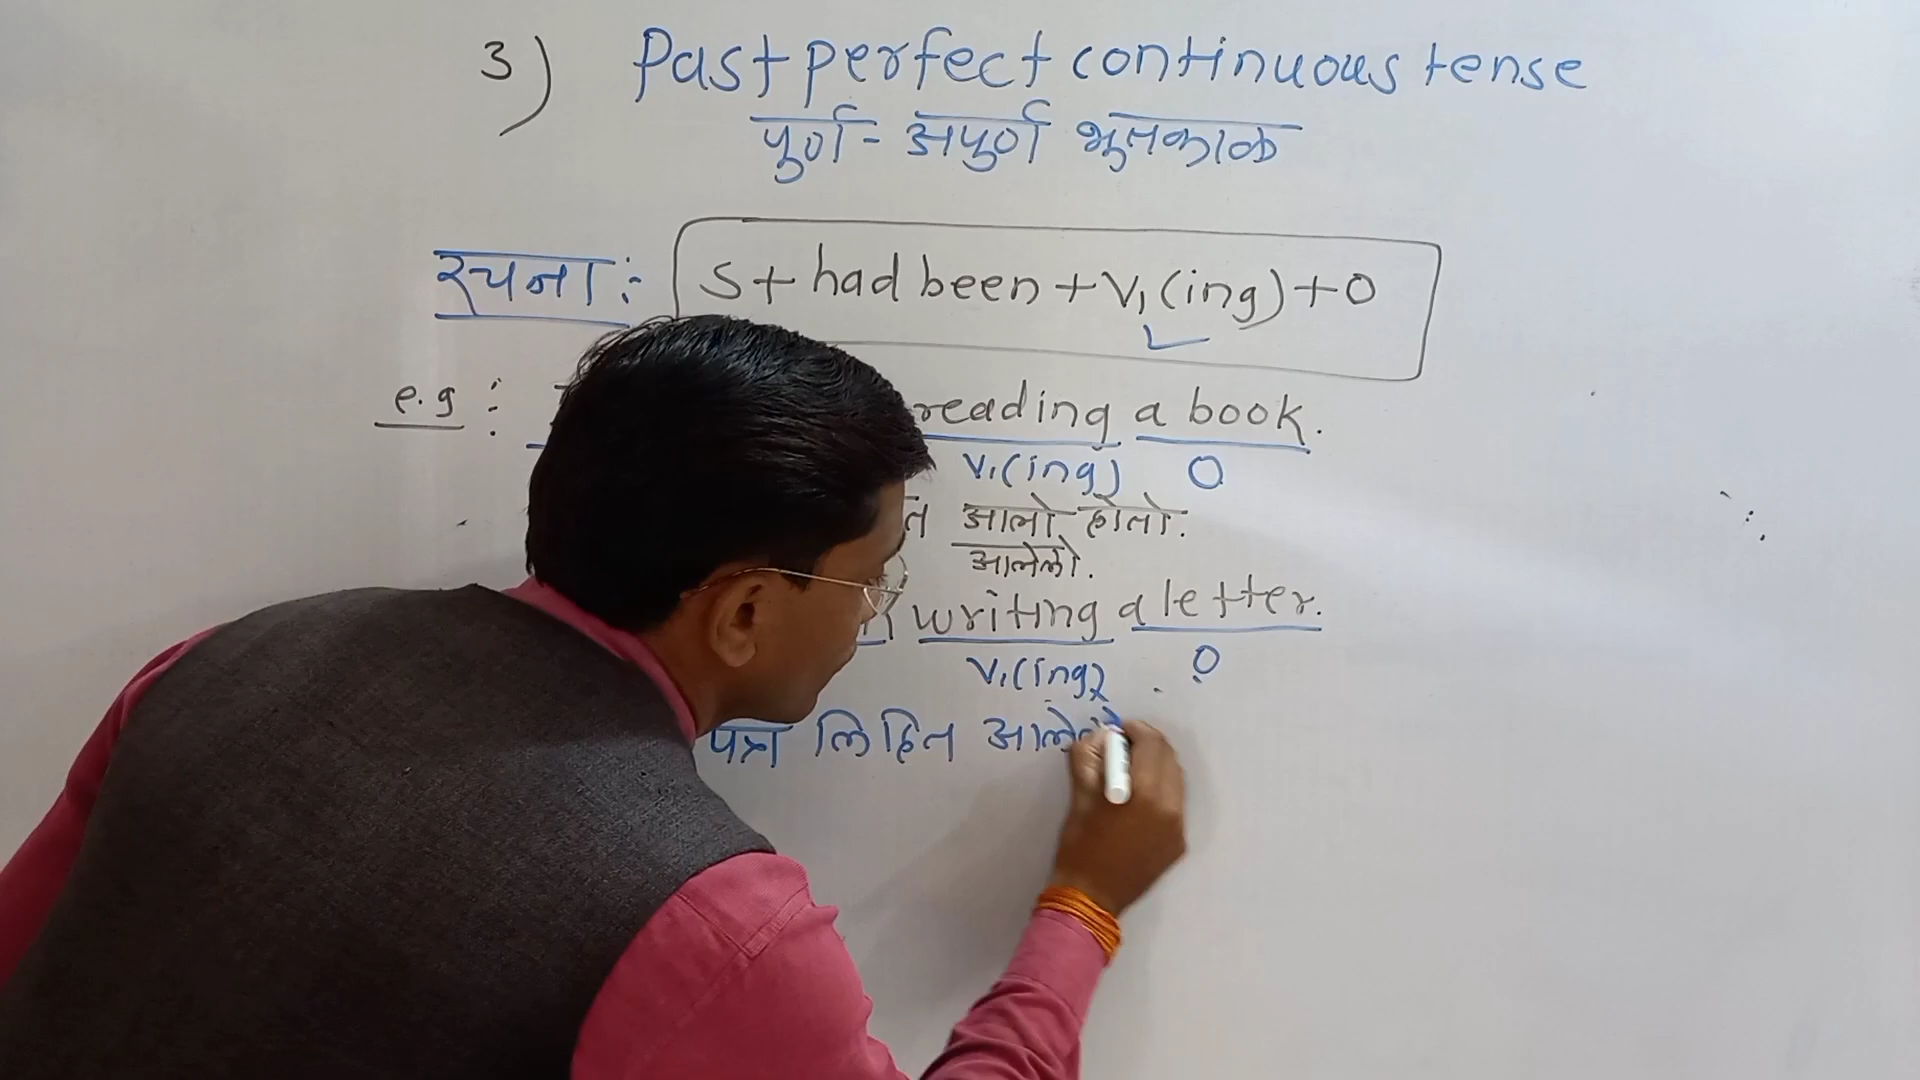 3) Past perfect continuous tense
पुर्ण - अपुर्ण भुतकाळ
रचना :- S + had been + V₁ (ing) + O
e.g : reading a book.
V₁(ing) O
त आलो होतो.
आलेलो.
writing a letter.
V₁(ing) O
पत्र लिहित